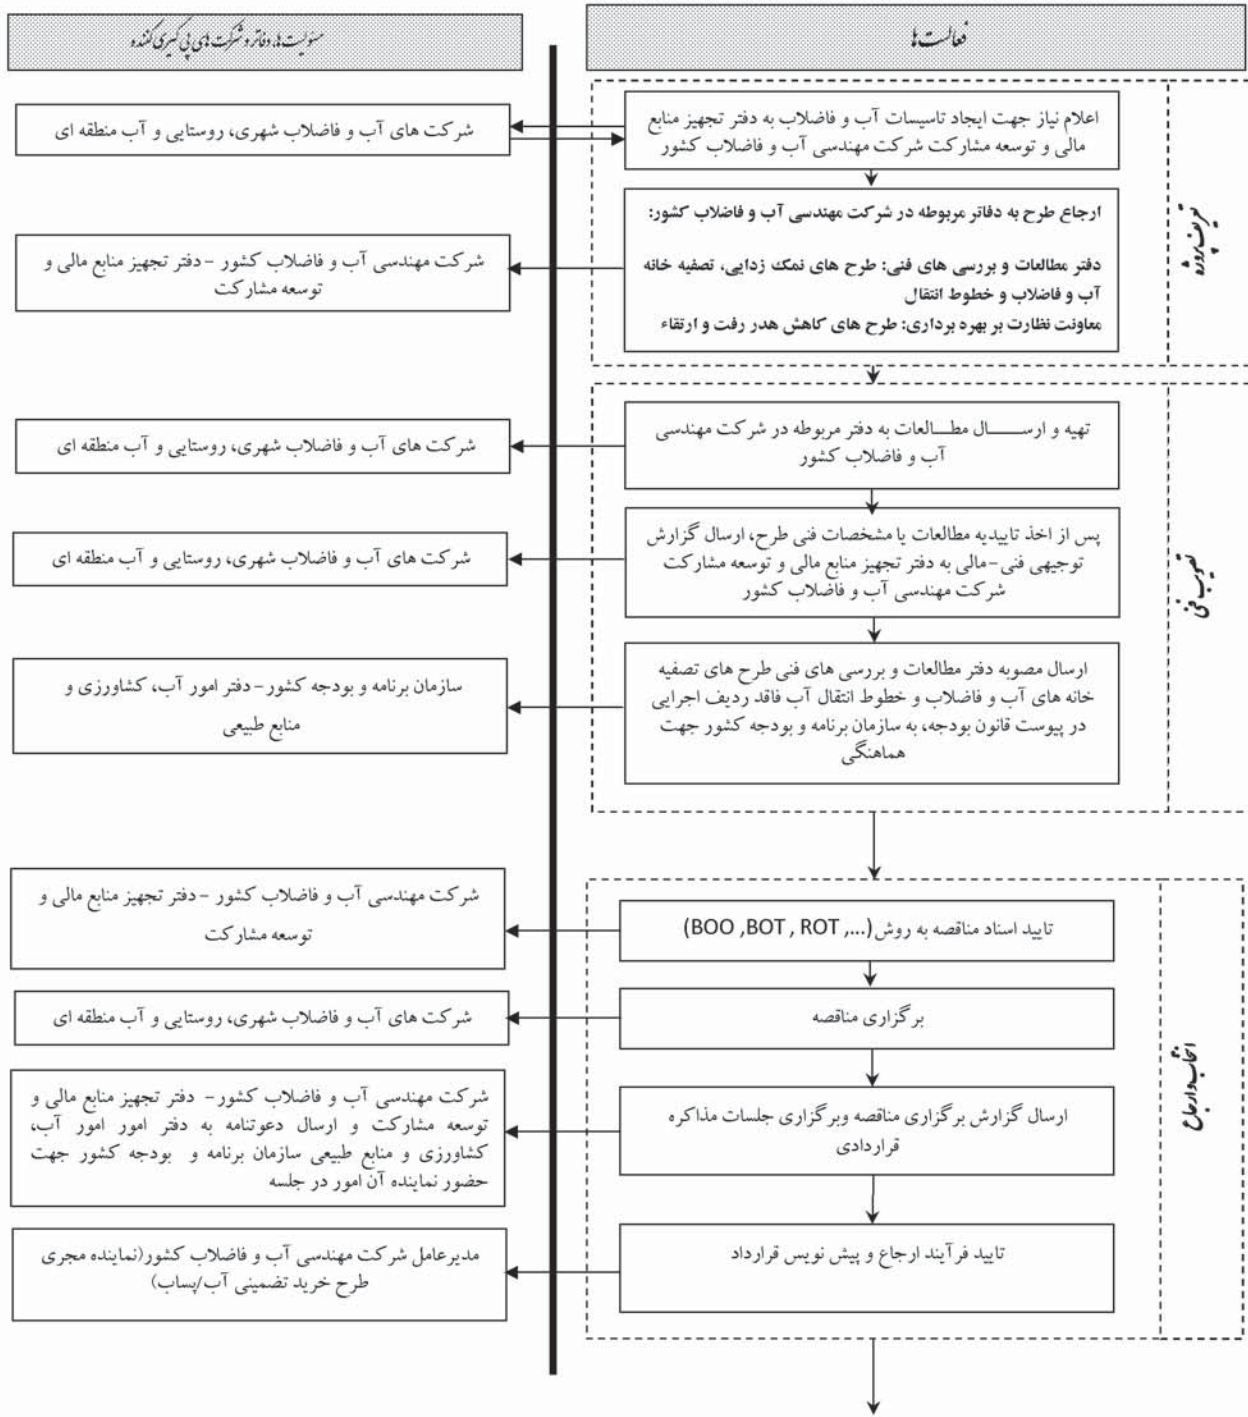 فعالیت ها
مسئولیت ها، دفاتر و شرکت های پی گیری کننده
تعریف پروژه
اعلام نیاز جهت ایجاد تاسیسات آب و فاضلاب به دفتر تجهیز منابع
مالی و توسعه مشارکت شرکت مهندسی آب و فاضلاب کشور
شرکت های آب و فاضلاب شهری، روستایی و آب منطقه ای
ارجاع طرح به دفاتر مربوطه در شرکت مهندسی آب و فاضلاب کشور:
دفتر مطالعات و بررسی های فنی: طرح های نمک زدایی، تصفیه خانه
آب و فاضلاب و خطوط انتقال
معاونت نظارت بر بهره برداری: طرح های کاهش هدر رفت و ارتقاء
شرکت مهندسی آب و فاضلاب کشور -دفتر تجهیز منابع مالی و
توسعه مشارکت
تصویب فنی
تهیه و ارسال مطالعات به دفتر مربوطه در شرکت مهندسی
آب و فاضلاب کشور
شرکت های آب و فاضلاب شهری، روستایی و آب منطقه ای
پس از اخذ تاییدیه مطالعات یا مشخصات فنی طرح، ارسال گزارش
توجیهی فنی-مالی به دفتر تجهیز منابع مالی و توسعه مشارکت
شرکت مهندسی آب و فاضلاب کشور
شرکت های آب و فاضلاب شهری، روستایی و آب منطقه ای
ارسال مصوبه دفتر مطالعات و بررسی های فنی طرح های تصفیه
خانه های آب و فاضلاب و خطوط انتقال آب فاقد ردیف اجرایی
در پیوست قانون بودجه، به سازمان برنامه و بودجه کشور جهت
هماهنگی
سازمان برنامه و بودجه کشور -دفتر امور آب، کشاورزی و
منابع طبیعی
انتخاب و ارجاع
تایید اسناد مناقصه به روش (BOO ,BOT , ROT ,...)
شرکت مهندسی آب و فاضلاب کشور -دفتر تجهیز منابع مالی و
توسعه مشارکت
برگزاری مناقصه
شرکت های آب و فاضلاب شهری، روستایی و آب منطقه ای
ارسال گزارش برگزاری مناقصه وبرگزاری جلسات مذاکره
قراردادی
شرکت مهندسی آب و فاضلاب کشور- دفتر تجهیز منابع مالی و
توسعه مشارکت و ارسال دعوتنامه به دفتر امور امور آب،
کشاورزی و منابع طبیعی سازمان برنامه و بودجه کشور جهت
حضور نماینده آن امور در جلسه
تایید فرآیند ارجاع و پیش نویس قرارداد
مدیرعامل شرکت مهندسی آب و فاضلاب کشور(نماینده مجری
طرح خرید تضمینی آب/پساب)